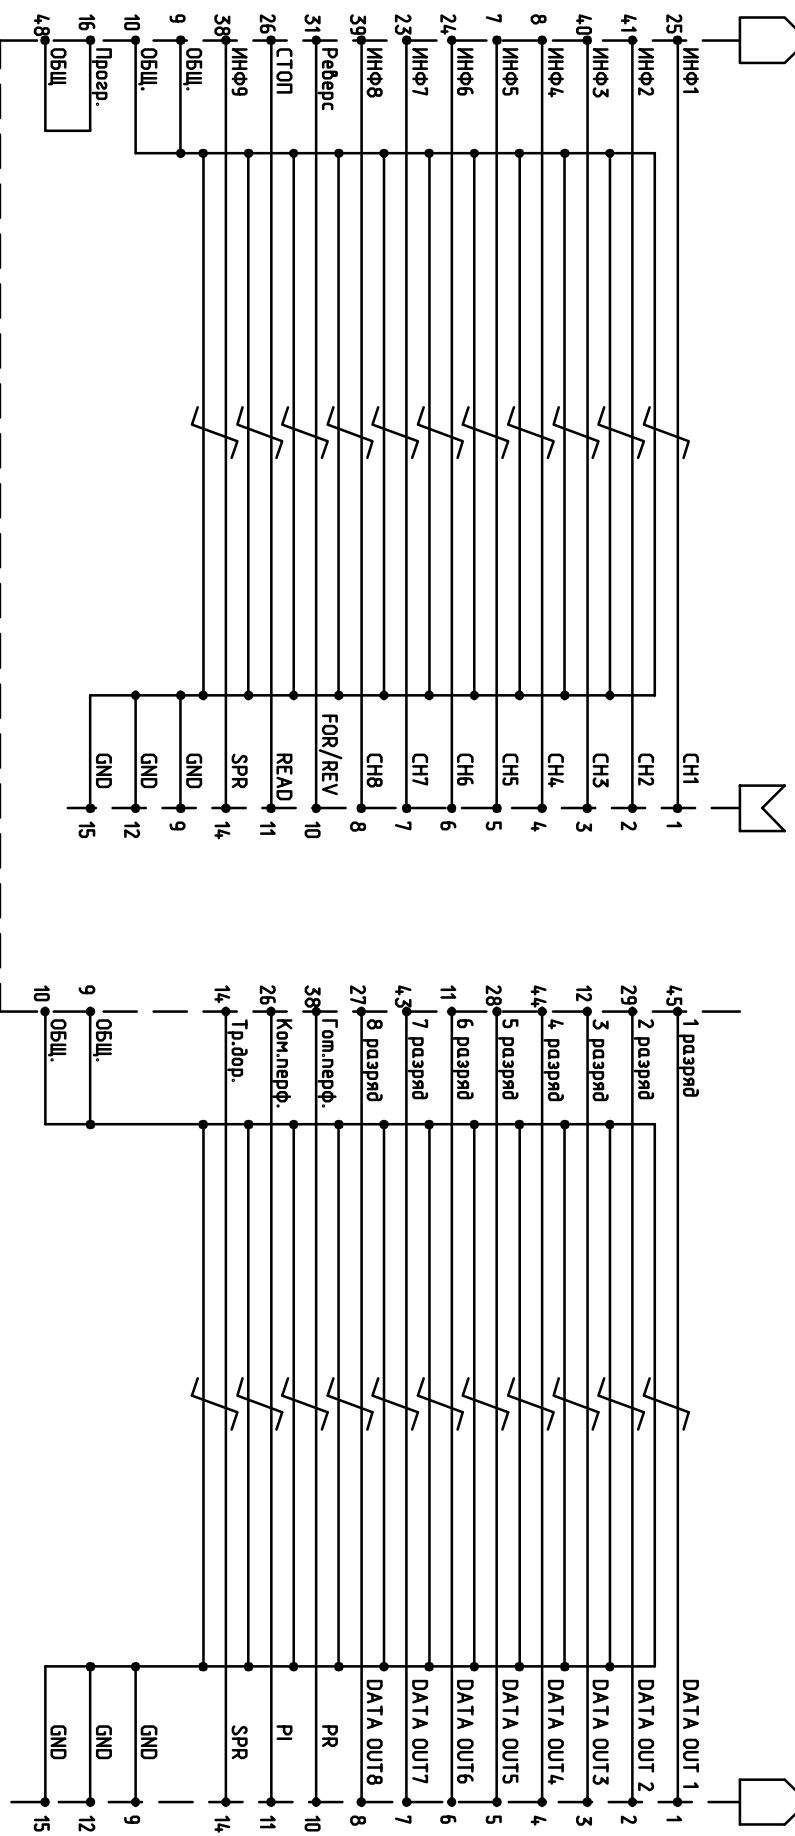 25 ИНФ1 CH1 1
41 ИНФ2 CH2 2
40 ИНФ3 CH3 3
8 ИНФ4 CH4 4
7 ИНФ5 CH5 5
24 ИНФ6 CH6 6
23 ИНФ7 CH7 7
39 ИНФ8 CH8 8
31 Реверс FOR/REV 10
26 СТОП READ 11
38 ИНФ9 SPR 14
9 ОБЩ. GND 9
10 ОБЩ. GND 12
16 Прогр. GND 15
48 ОБЩ
45 1 разряд DATA OUT 1 1
29 2 разряд DATA OUT 2 2
12 3 разряд DATA OUT3 3
44 4 разряд DATA OUT4 4
28 5 разряд DATA OUT5 5
11 6 разряд DATA OUT6 6
43 7 разряд DATA OUT7 7
27 8 разряд DATA OUT8 8
38 Гот.перф. PR 10
26 Ком.перф. PI 11
14 Тр.дор. SPR 14
GND 9
9 ОБЩ. GND 12
10 ОБЩ. GND 15